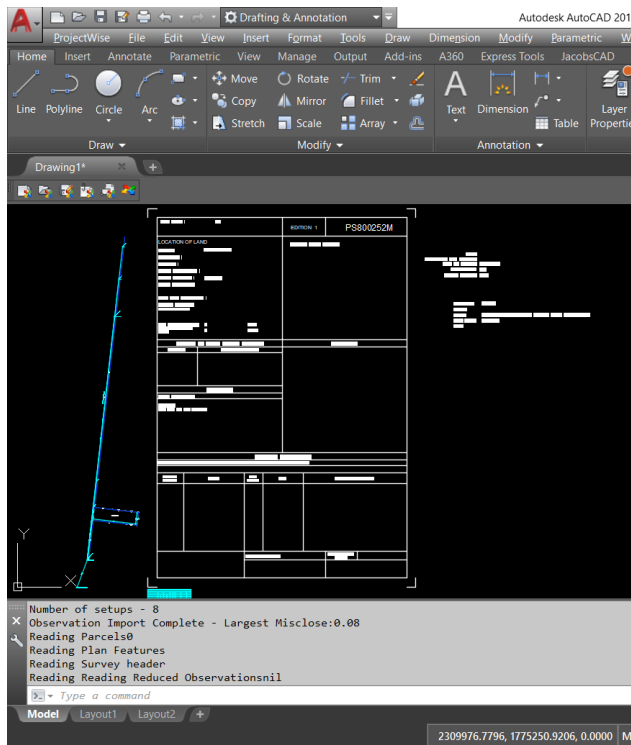 Drafting & Annotation
Autodesk AutoCAD 201
ProjectWise File Edit View Insert Format Tools Draw Dimension Modify Parametric W
Home Insert Annotate Parametric View Manage Output Add-ins A360 Express Tools JacobsCAD
Line Polyline Circle Arc
Move Rotate Trim
Copy Mirror Fillet
Stretch Scale Array
Text Dimension Table Layer
Properti
Draw Modify Annotation
Drawing1*
EDITION 1 PS800252M
LOCATION OF LAND
Y
X
Number of setups - 8
Observation Import Complete - Largest Misclose:0.08
Reading Parcels0
Reading Plan Features
Reading Survey header
Reading Reading Reduced Observationsnil
Type a command
Model Layout1 Layout2
2309976.7796, 1775250.9206, 0.0000 M